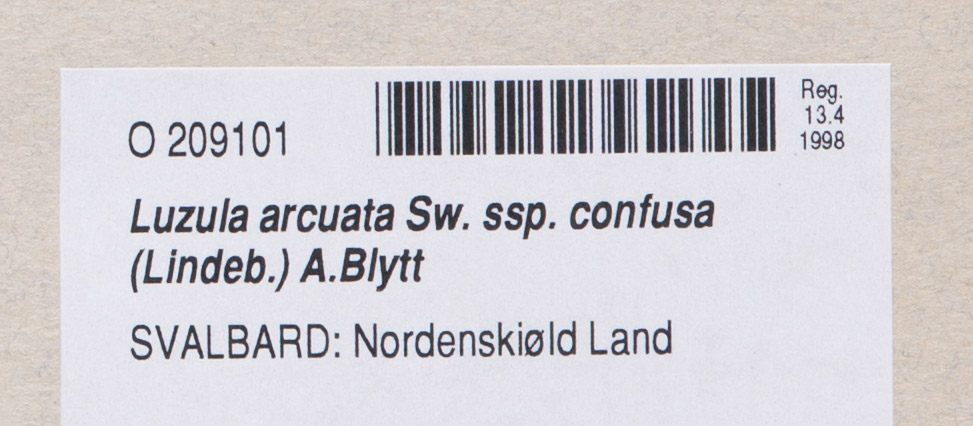 O 209101
Reg.
13.4
1998
Luzula arcuata Sw. ssp. confusa
(Lindeb.) A.Blytt
SVALBARD: Nordenskiøld Land